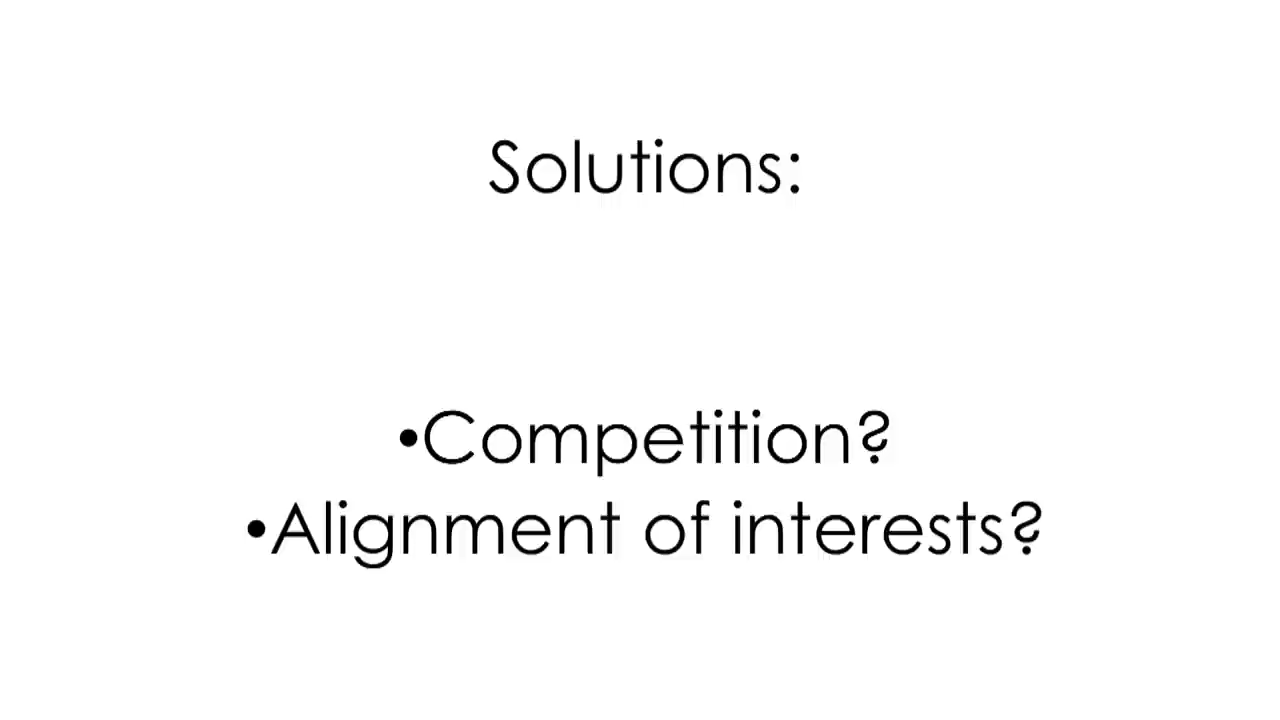 Solutions:
•Competition?
•Alignment of interests?